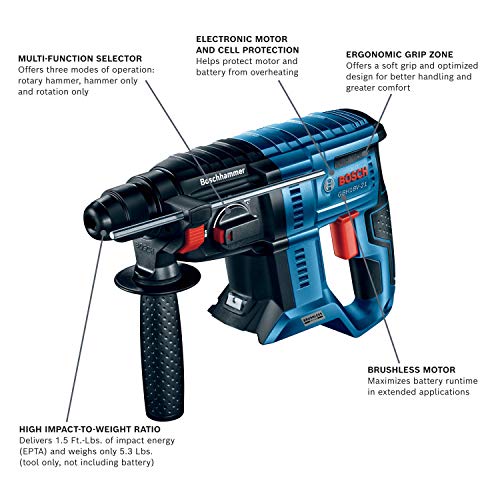 ELECTRONIC MOTOR
AND CELL PROTECTION
Helps protect motor and
battery from overheating
MULTI-FUNCTION SELECTOR
Offers three modes of operation:
rotary hammer, hammer only
and rotation only
ERGONOMIC GRIP ZONE
Offers a soft grip and optimized
design for better handling and
greater comfort
Boschhammer
BOSCH
GBH18V-21
BRUSHLESS
BRUSHLESS MOTOR
Maximizes battery runtime
in extended applications
HIGH IMPACT-TO-WEIGHT RATIO
Delivers 1.5 Ft.-Lbs. of impact energy
(EPTA) and weighs only 5.3 Lbs.
(tool only, not including battery)